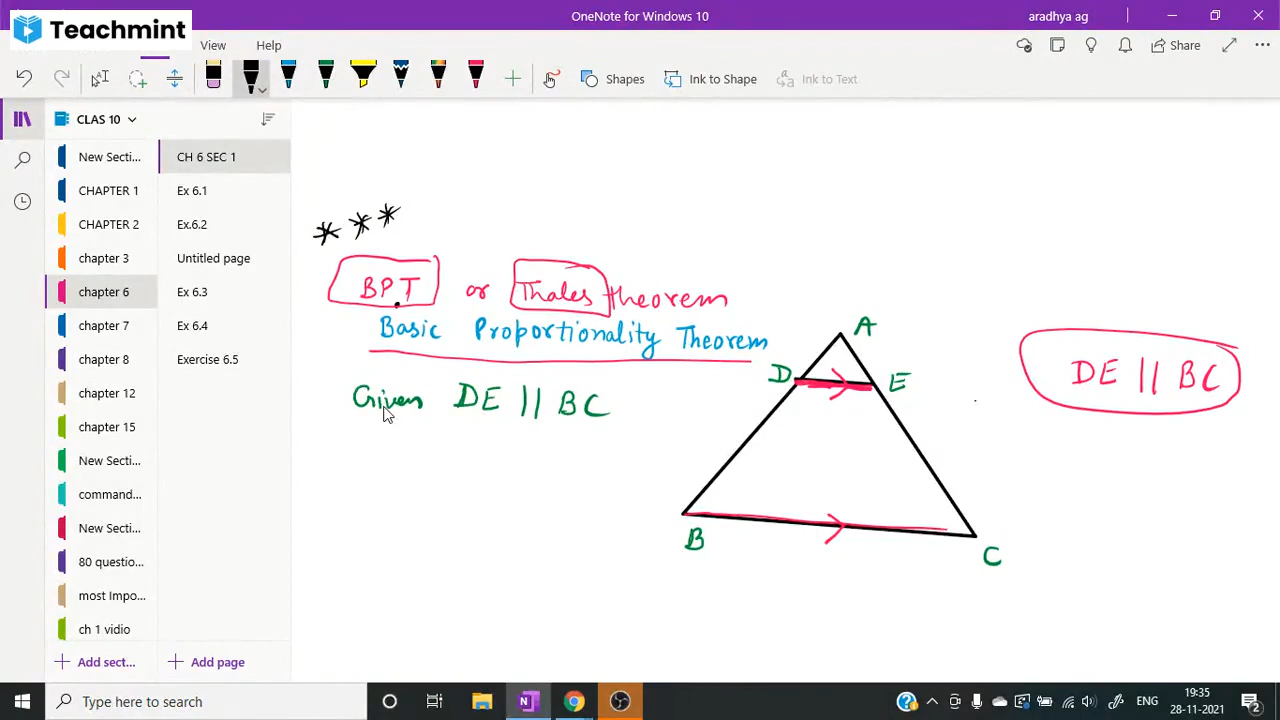 Teachmint
OneNote for Windows 10
aradhya ag
View Help
Share
Shapes
Ink to Shape
Ink to Text
CLAS 10
New Secti...
CHAPTER 1
CHAPTER 2
chapter 3
chapter 6
chapter 7
chapter 8
chapter 12
chapter 15
New Secti...
command...
New Secti...
80 questio...
most Impo...
ch 1 vidio
Add sect...
CH 6 SEC 1
Ex 6.1
Ex.6.2
Untitled page
Ex 6.3
Ex 6.4
Exercise 6.5
Add page
***
BPT or Thales theorem
Basic Proportionality Theorem
Given DE || BC
A
D E
B
C
DE || BC
Type here to search
ENG
19:35
28-11-2021
2